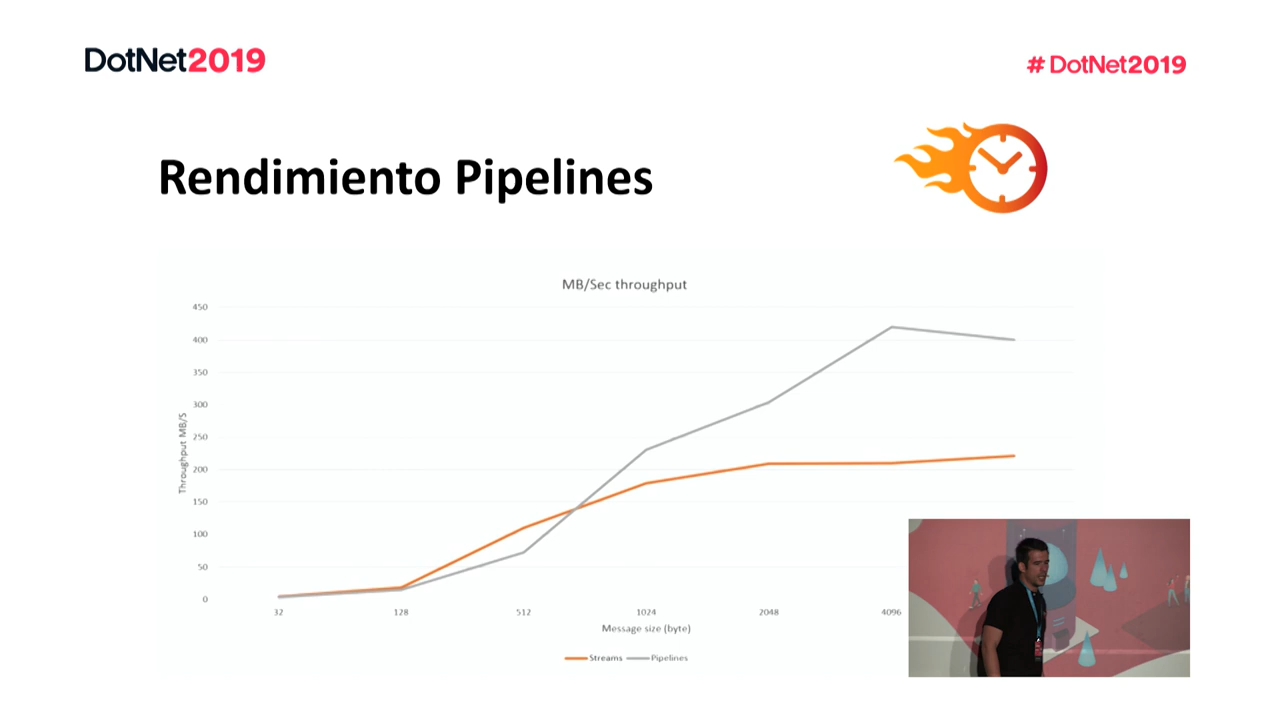 DotNet2019
# DotNet2019
Rendimiento Pipelines
MB/Sec throughput
450
400
350
300
250
200
150
100
50
0
Throughput MB/S
32 128 512 1024 2048 4096
Message size (byte)
Streams Pipelines